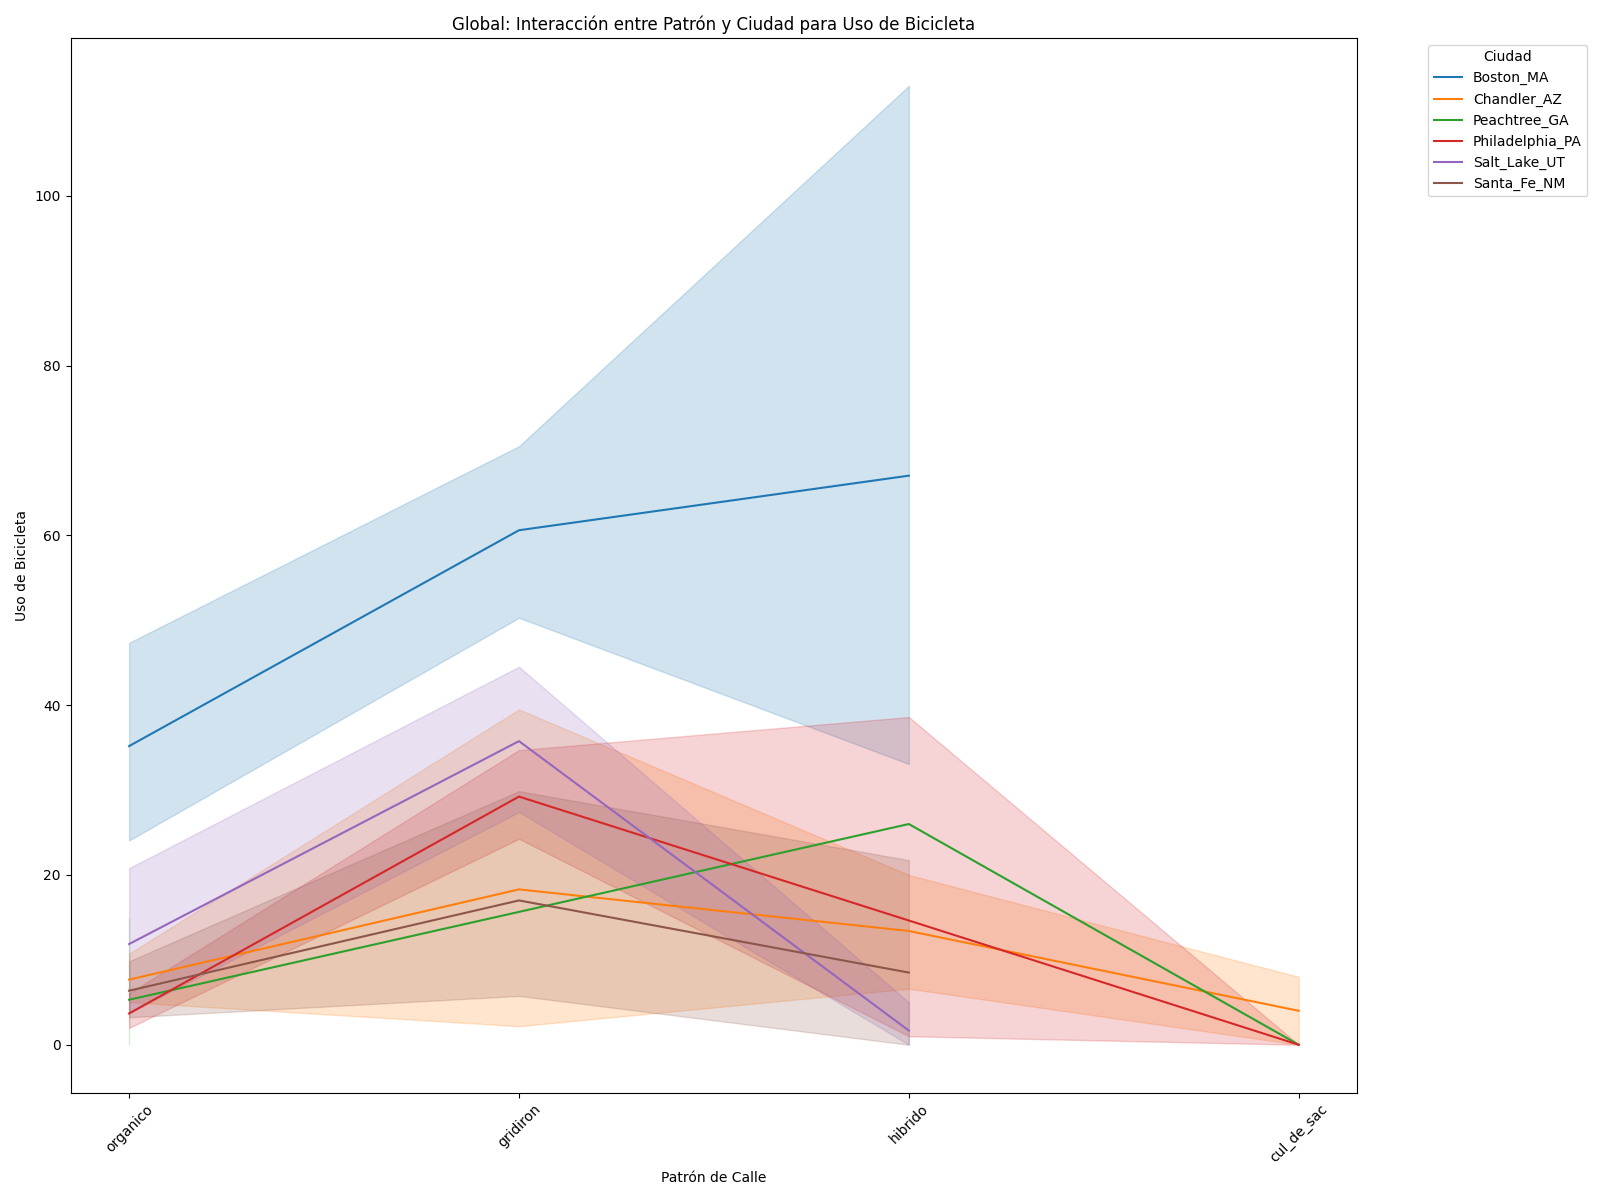 Global: Interacción entre Patrón y Ciudad para Uso de Bicicleta
Ciudad
Boston_MA
Chandler_AZ
Peachtree_GA
Philadelphia_PA
Salt_Lake_UT
Santa_Fe_NM
Uso de Bicicleta
100
80
60
40
20
0
organico
gridiron
hibrido
cul_de_sac
Patrón de Calle